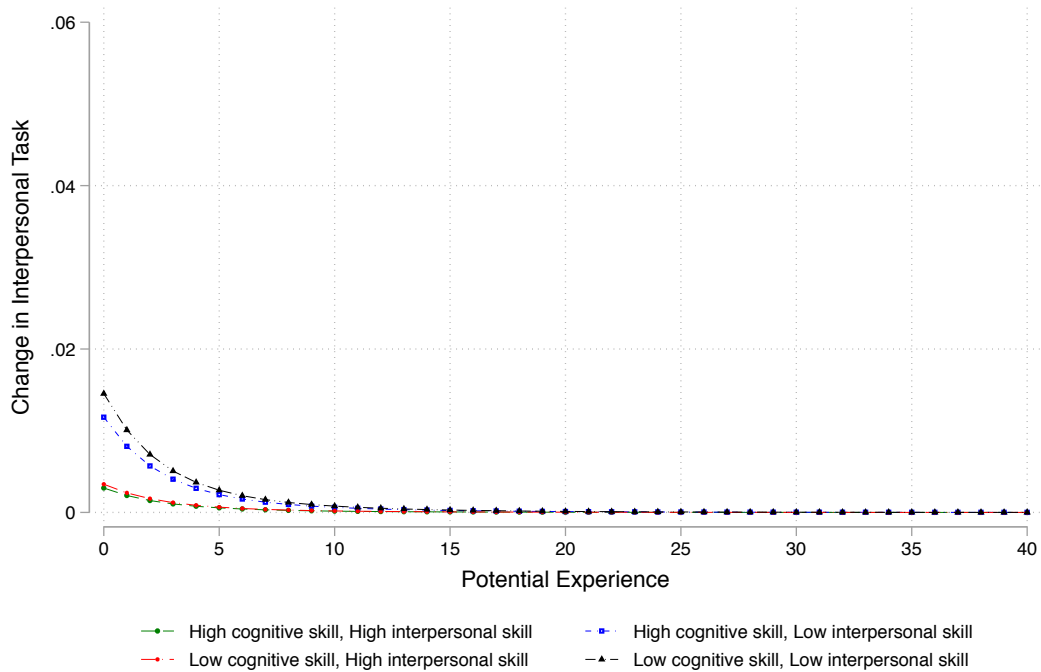 .06
.04
.02
0
Change in Interpersonal Task
0 5 10 15 20 25 30 35 40
Potential Experience
High cognitive skill, High interpersonal skill
High cognitive skill, Low interpersonal skill
Low cognitive skill, High interpersonal skill
Low cognitive skill, Low interpersonal skill